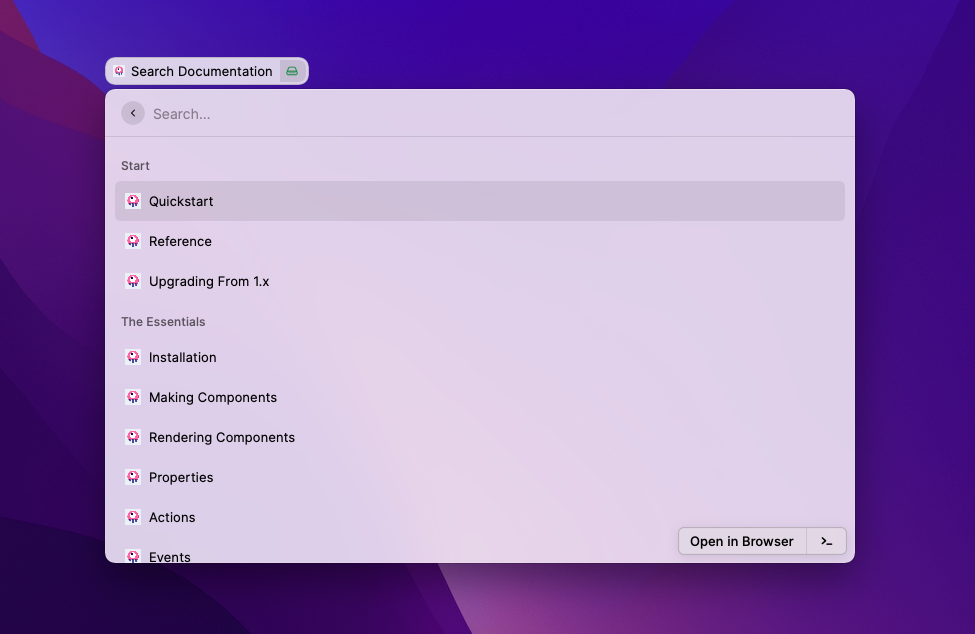 Search Documentation
Search...
Start
Quickstart
Reference
Upgrading From 1.x
The Essentials
Installation
Making Components
Rendering Components
Properties
Actions
Events
Open in Browser